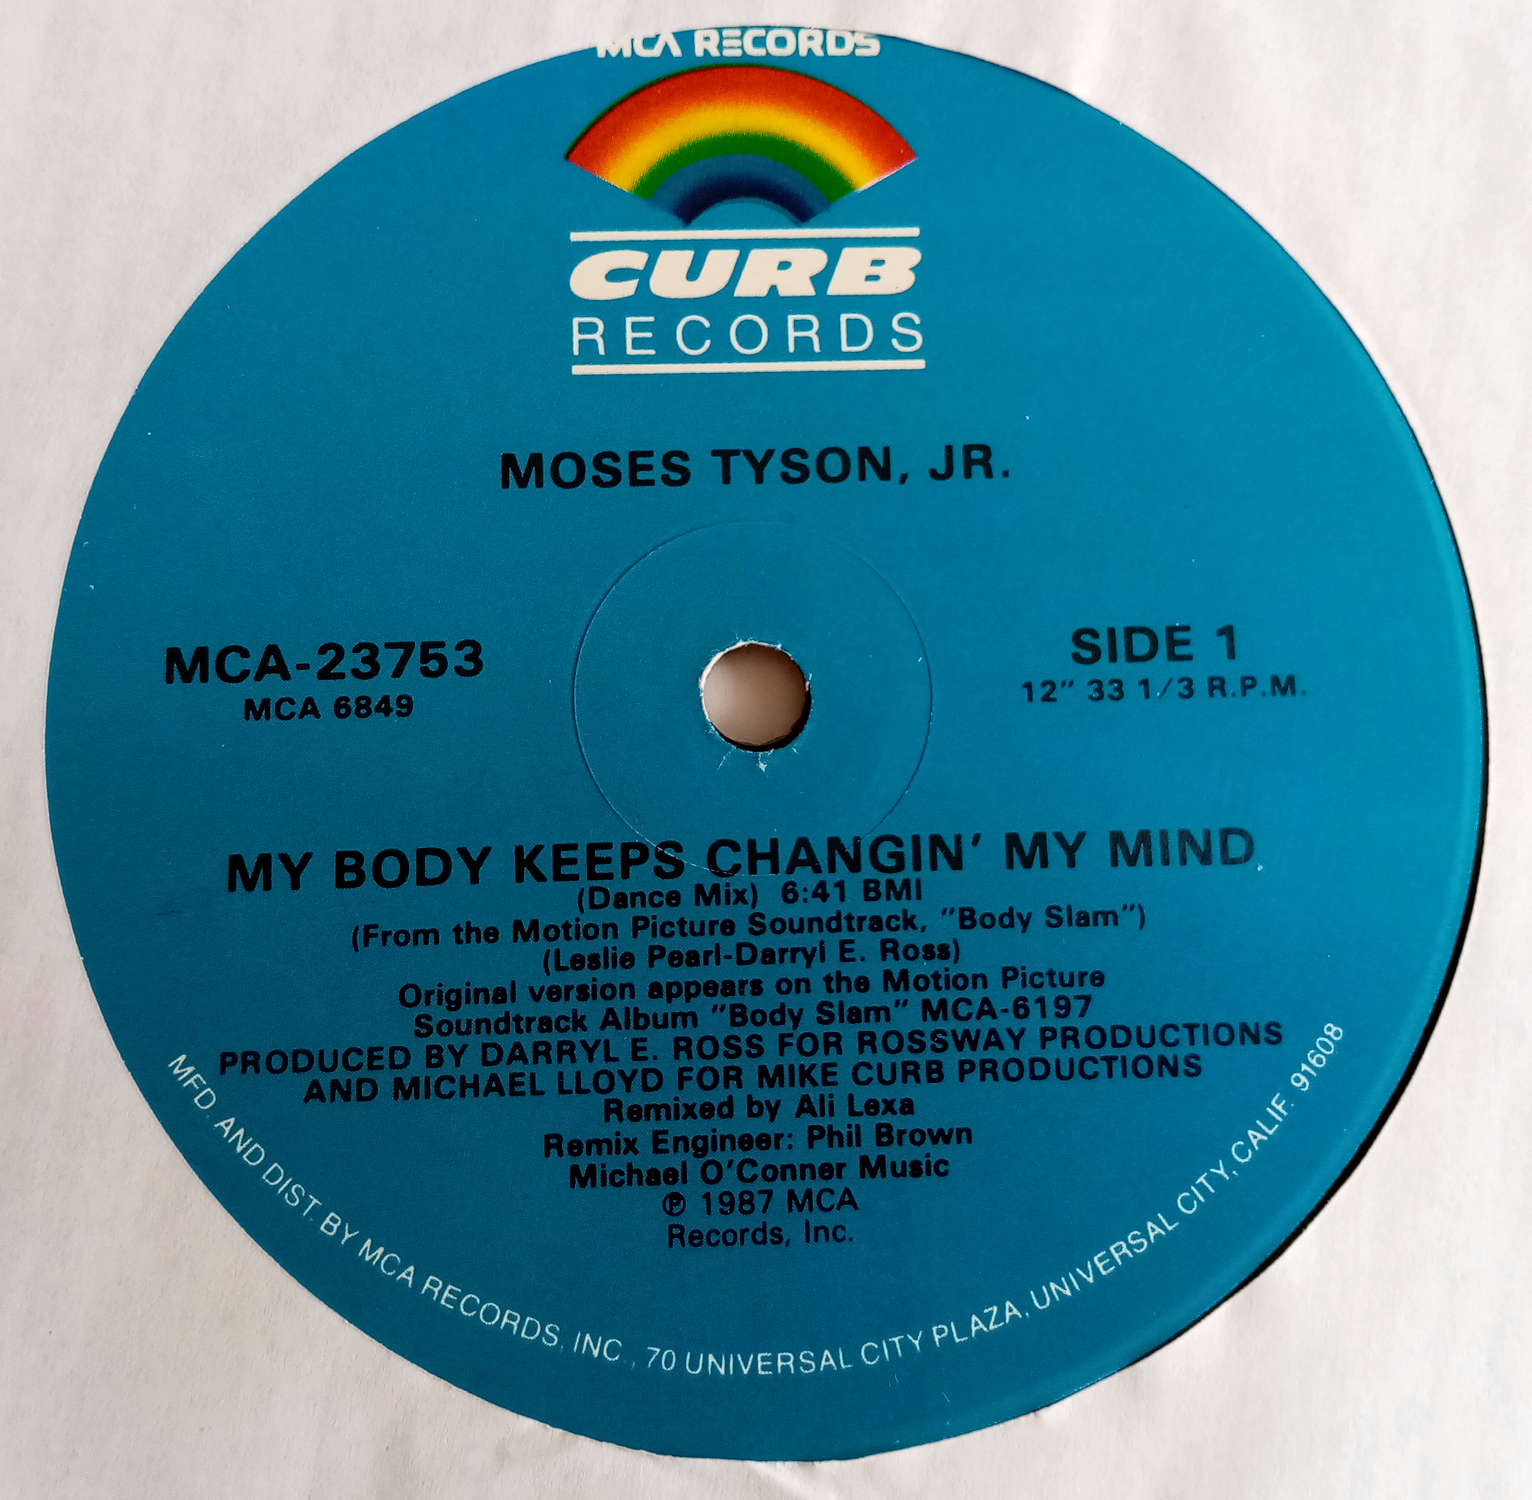 MCA RECORDS
CURB
RECORDS
MOSES TYSON, JR.
MCA-23753
MCA 6849
SIDE 1
12" 33 1/3 R.P.M.
MY BODY KEEPS CHANGIN' MY MIND
(Dance Mix) 6:41 BMI
(From the Motion Picture Soundtrack, "Body Slam")
(Leslie Pearl-Darryl E. Ross)
Original version appears on the Motion Picture
Soundtrack Album "Body Slam" MCA-6197
PRODUCED BY DARRYL E. ROSS FOR ROSSWAY PRODUCTIONS
AND MICHAEL LLOYD FOR MIKE CURB PRODUCTIONS
Remixed by Ali Lexa
Remix Engineer: Phil Brown
Michael O'Conner Music
℗ 1987 MCA
Records, Inc.
MFD. AND DIST. BY MCA RECORDS, INC., 70 UNIVERSAL CITY PLAZA, UNIVERSAL CITY, CALIF. 91608